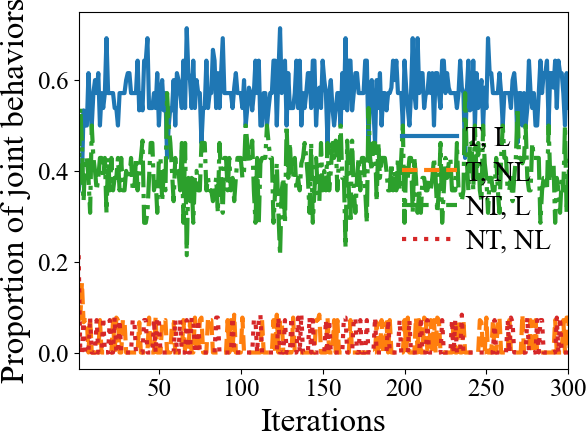 Proportion of joint behaviors
0.6
0.4
0.2
0.0
T, L
T, NL
NT, L
NT, NL
50 100 150 200 250 300
Iterations